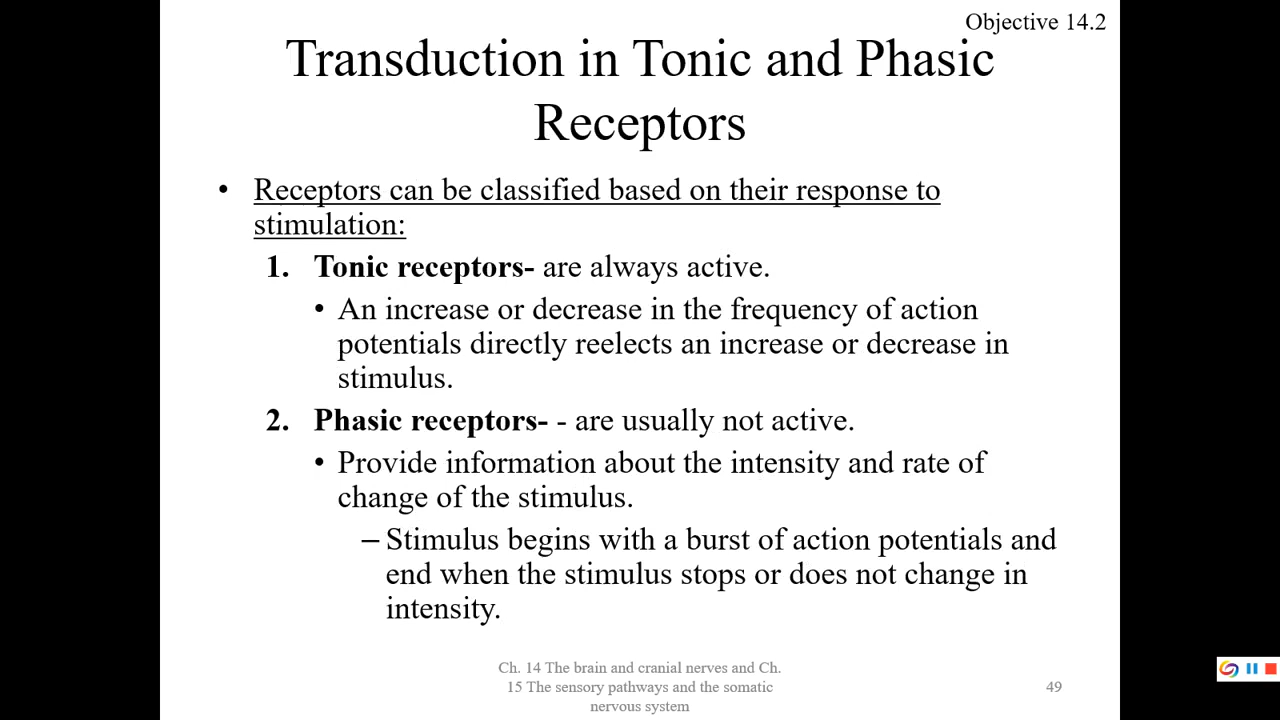 Objective 14.2
Transduction in Tonic and Phasic
Receptors
• Receptors can be classified based on their response to
stimulation:
1. Tonic receptors- are always active.
• An increase or decrease in the frequency of action
potentials directly reelects an increase or decrease in
stimulus.
2. Phasic receptors- - are usually not active.
• Provide information about the intensity and rate of
change of the stimulus.
– Stimulus begins with a burst of action potentials and
end when the stimulus stops or does not change in
intensity.
Ch. 14 The brain and cranial nerves and Ch.
15 The sensory pathways and the somatic
nervous system
49